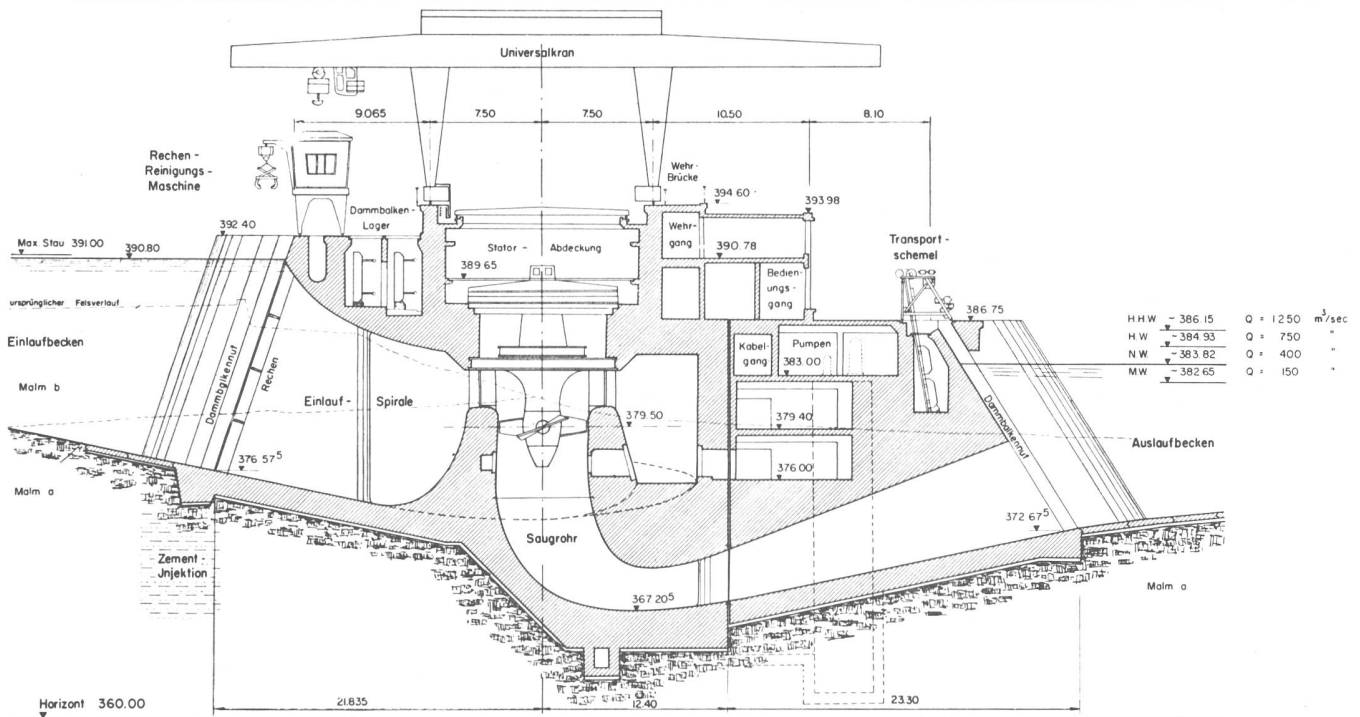 Universalkran
9.065
7.50
7.50
10.50
8.10
Rechen -
Reinigungs -
Maschine
Wehr-
Brücke
394.60
393.98
Dammbalken -
Lager
392.40
Max. Stau 391.00
390.80
Wehr-
gang
390.78
Stator - Abdeckung
389.65
Transport -
schemel
Bedien-
ungs -
gang
ursprünglicher Felsverlauf
386.75
H.H.W ~ 386.15 Q = 1250 m³/sec
H.W. ~ 384.93 Q = 750 "
N.W. ~ 383.82 Q = 400 "
M.W. ~ 382.65 Q = 150 "
Einlaufbecken
Kabel-
gang
Pumpen
383.00
Malm b
Dammbalkennut
Rechen
Einlauf - Spirale
379.50
379.40
Dammbalkennut
Auslaufbecken
376.57⁵
376.00
Malm a
372.67⁵
Saugrohr
Zement -
Jnjektion
Malm a
367.20⁵
Horizont 360.00
21.835
12.40
23.30